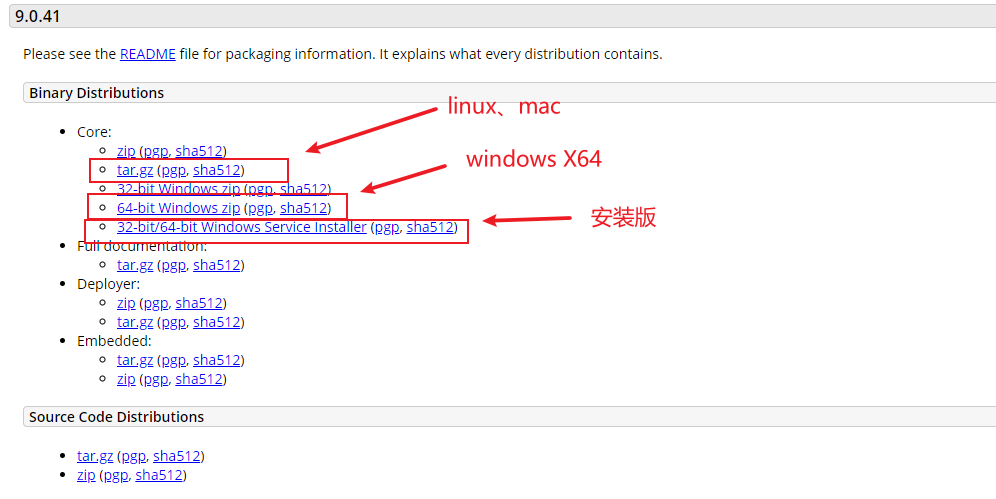 9.0.41
Please see the README file for packaging information. It explains what every distribution contains.
Binary Distributions
linux、mac
Core:
zip (pgp, sha512)
windows X64
tar.gz (pgp, sha512)
32-bit Windows zip (pgp, sha512)
64-bit Windows zip (pgp, sha512)
安装版
32-bit/64-bit Windows Service Installer (pgp, sha512)
Full documentation:
tar.gz (pgp, sha512)
Deployer:
zip (pgp, sha512)
tar.gz (pgp, sha512)
Embedded:
tar.gz (pgp, sha512)
zip (pgp, sha512)
Source Code Distributions
tar.gz (pgp, sha512)
zip (pgp, sha512)